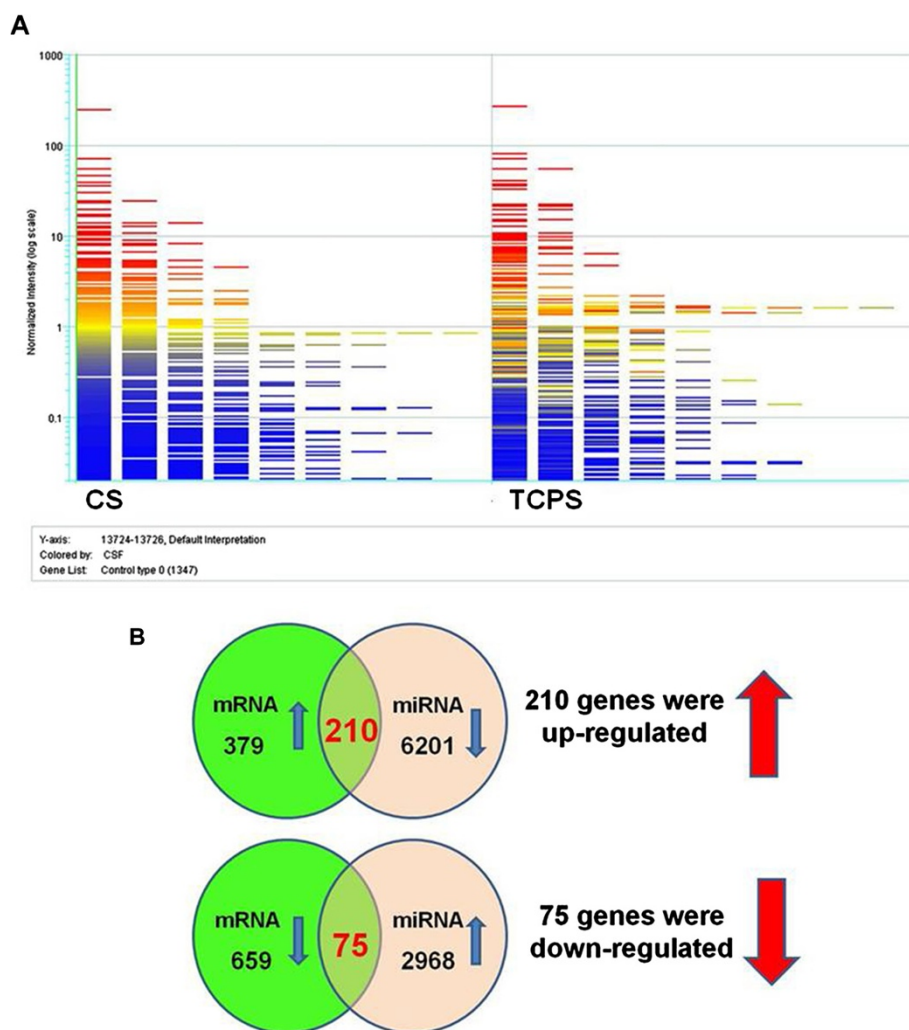 A
Normalized Intensity (log scale)
1000
100
10
1
0.1
CS
TCPS
Y-axis: 13724-13726, Default Interpretation
Colored by: CSF
Gene List: Control type 0 (1347)
B
mRNA
379
210
miRNA
6201
210 genes were
up-regulated
mRNA
659
75
miRNA
2968
75 genes were
down-regulated